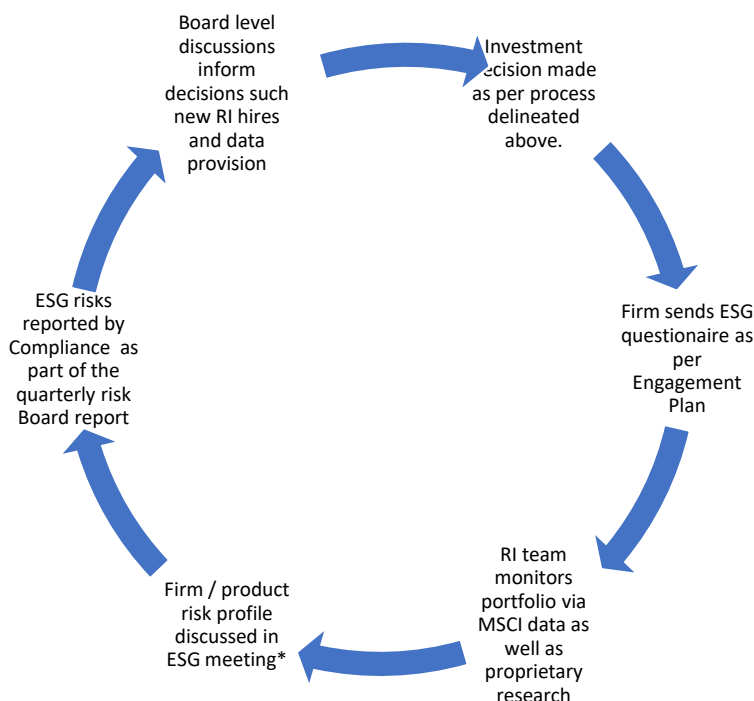 Board level
discussions
inform
decisions such
new RI hires
and data
provision
Investment
ecision made
as per process
delineated
above.
Firm sends ESG
questionaire as
per
Engagement
Plan
RI team
monitors
portfolio via
MSCI data as
well as
proprietary
research
Firm / product
risk profile
discussed in
ESG meeting*
ESG risks
reported by
Compliance as
part of the
quarterly risk
Board report